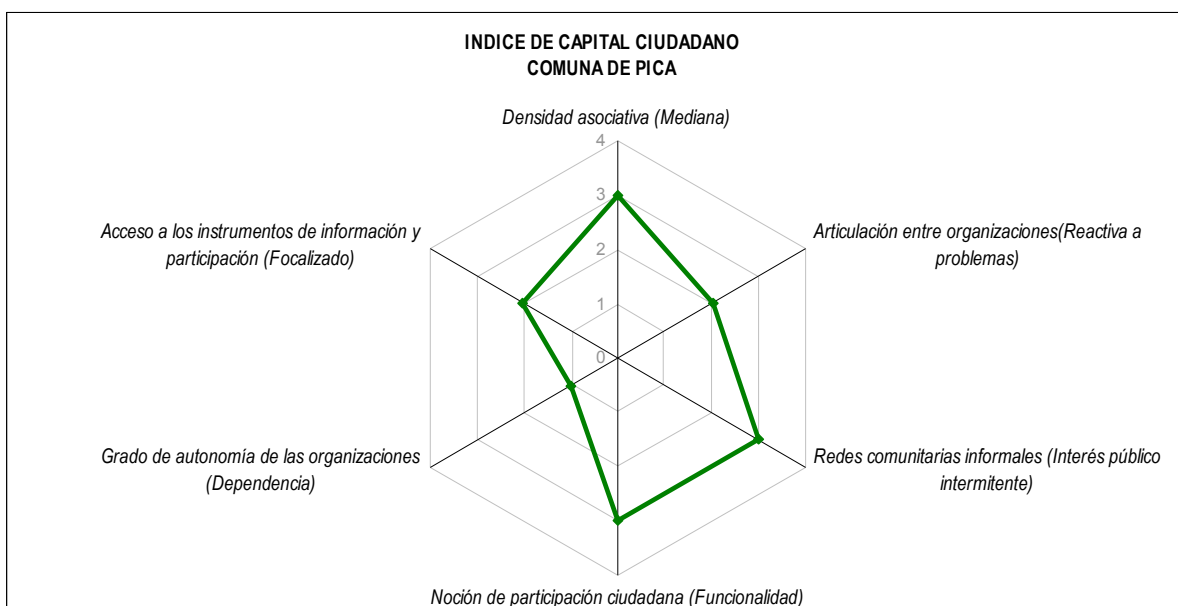 INDICE DE CAPITAL CIUDADANO
COMUNA DE PICA
Densidad asociativa (Mediana)
4
3
2
1
0
Articulación entre organizaciones(Reactiva a
problemas)
Redes comunitarias informales (Interés público
intermitente)
Noción de participación ciudadana (Funcionalidad)
Grado de autonomía de las organizaciones
(Dependencia)
Acceso a los instrumentos de información y
participación (Focalizado)